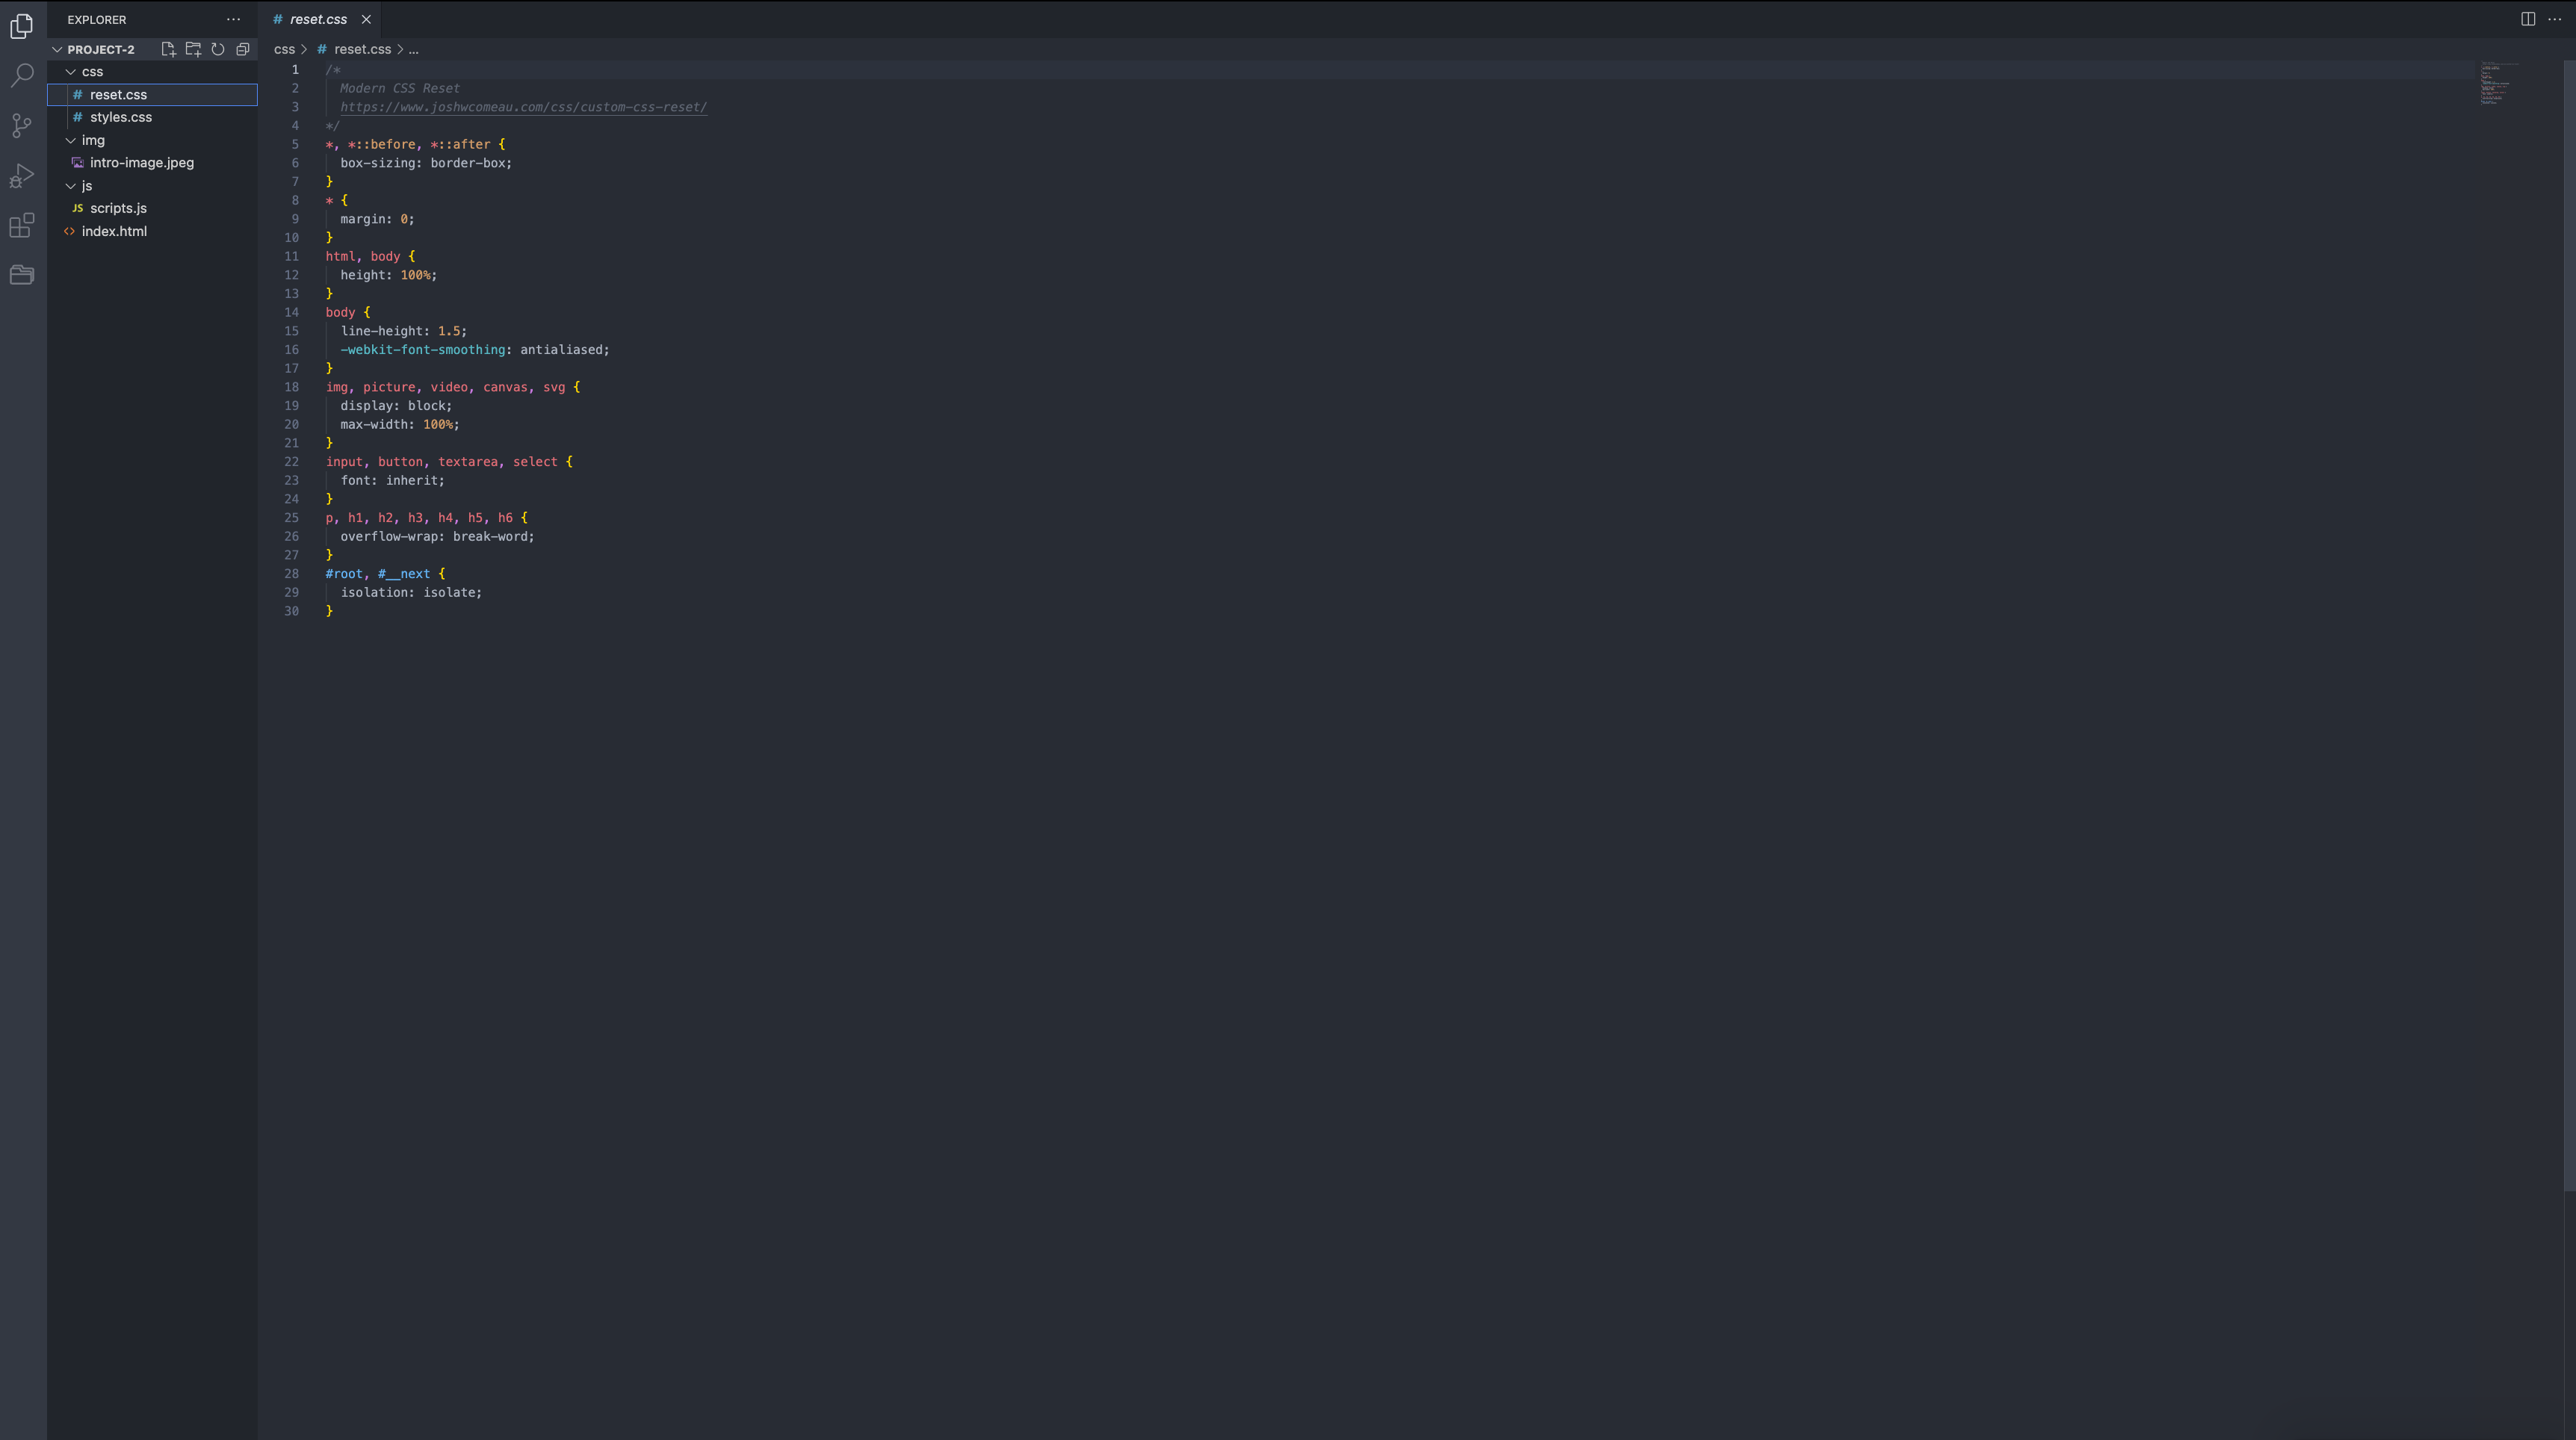 EXPLORER
PROJECT-2
css
# reset.css
# styles.css
img
intro-image.jpeg
js
JS scripts.js
<> index.html
# reset.css
css > # reset.css > ...
1 /*
2 Modern CSS Reset
3 https://www.joshwcomeau.com/css/custom-css-reset/
4 */
5 *, *::before, *::after {
6 box-sizing: border-box;
7 }
8 * {
9 margin: 0;
10 }
11 html, body {
12 height: 100%;
13 }
14 body {
15 line-height: 1.5;
16 -webkit-font-smoothing: antialiased;
17 }
18 img, picture, video, canvas, svg {
19 display: block;
20 max-width: 100%;
21 }
22 input, button, textarea, select {
23 font: inherit;
24 }
25 p, h1, h2, h3, h4, h5, h6 {
26 overflow-wrap: break-word;
27 }
28 #root, #__next {
29 isolation: isolate;
30 }